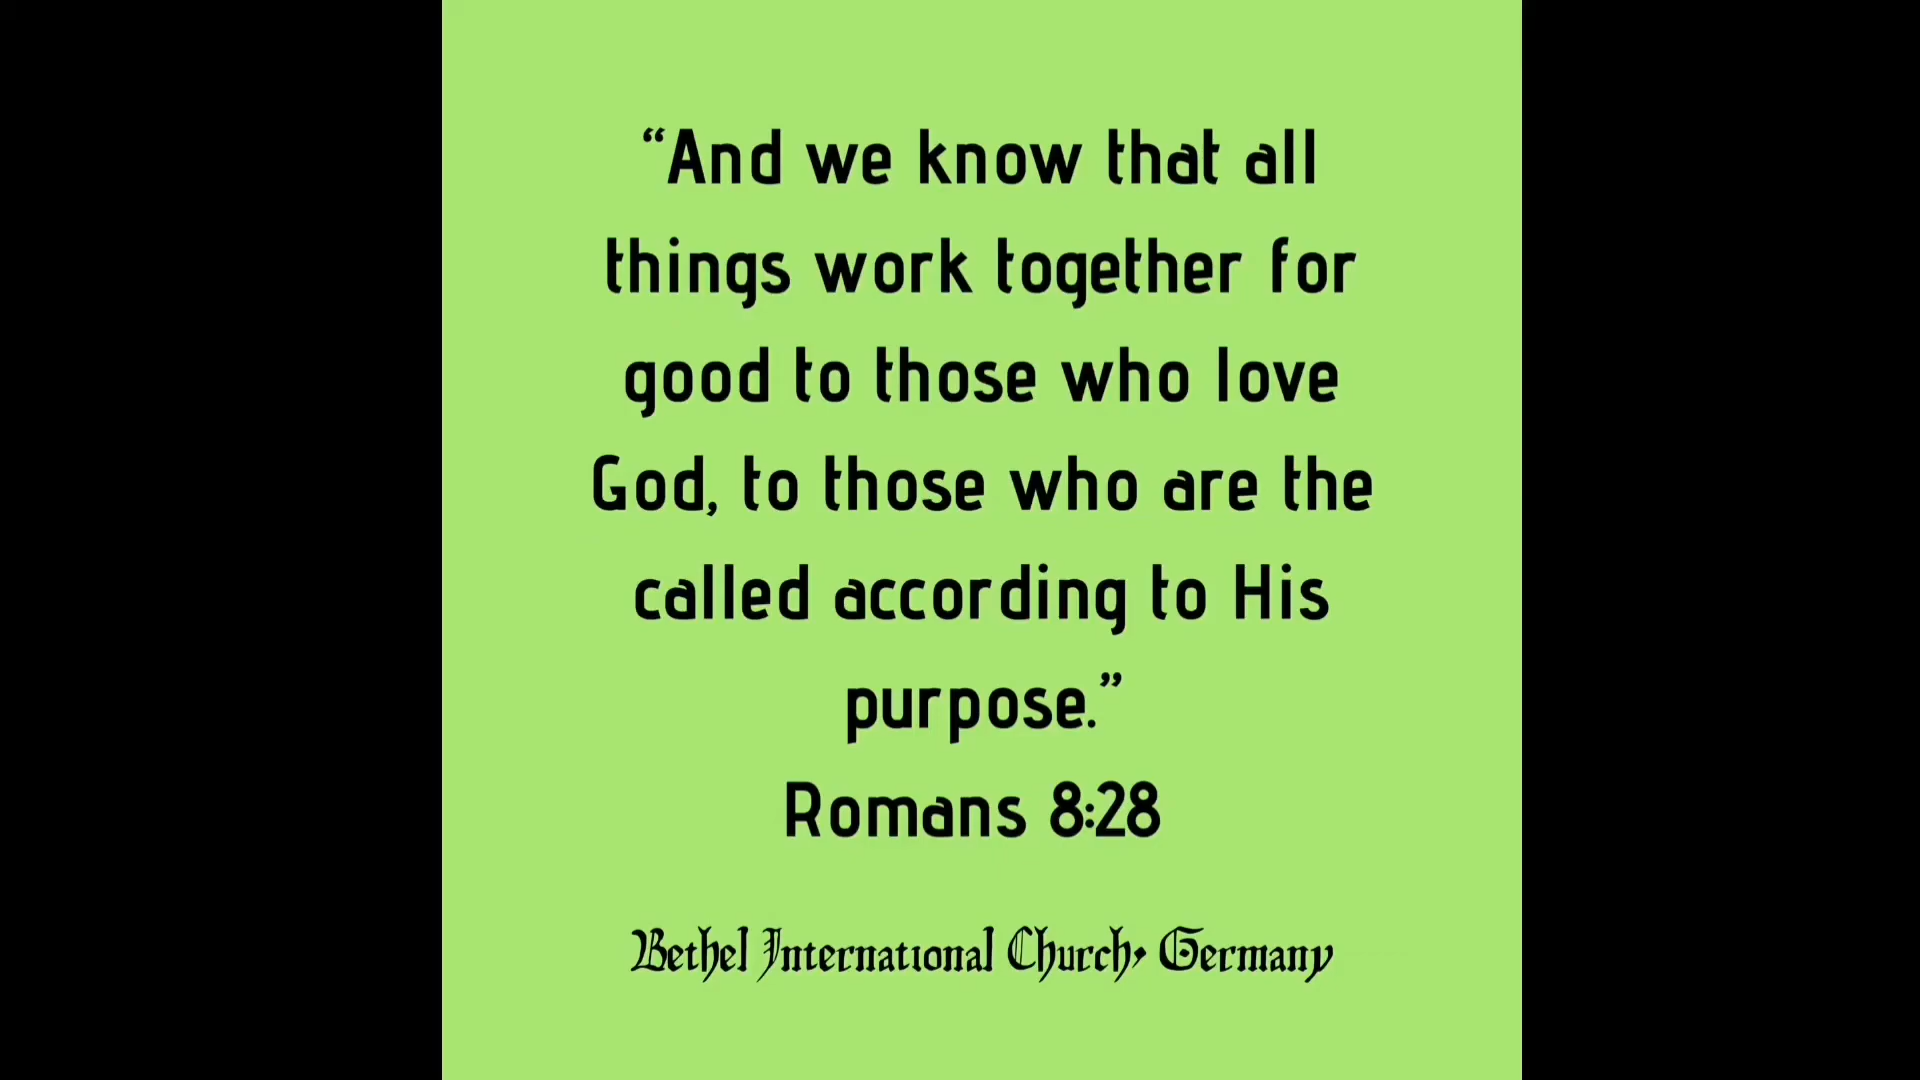 “And we know that all
things work together for
good to those who love
God, to those who are the
called according to His
purpose.”
Romans 8:28
Bethel International Church, Germany